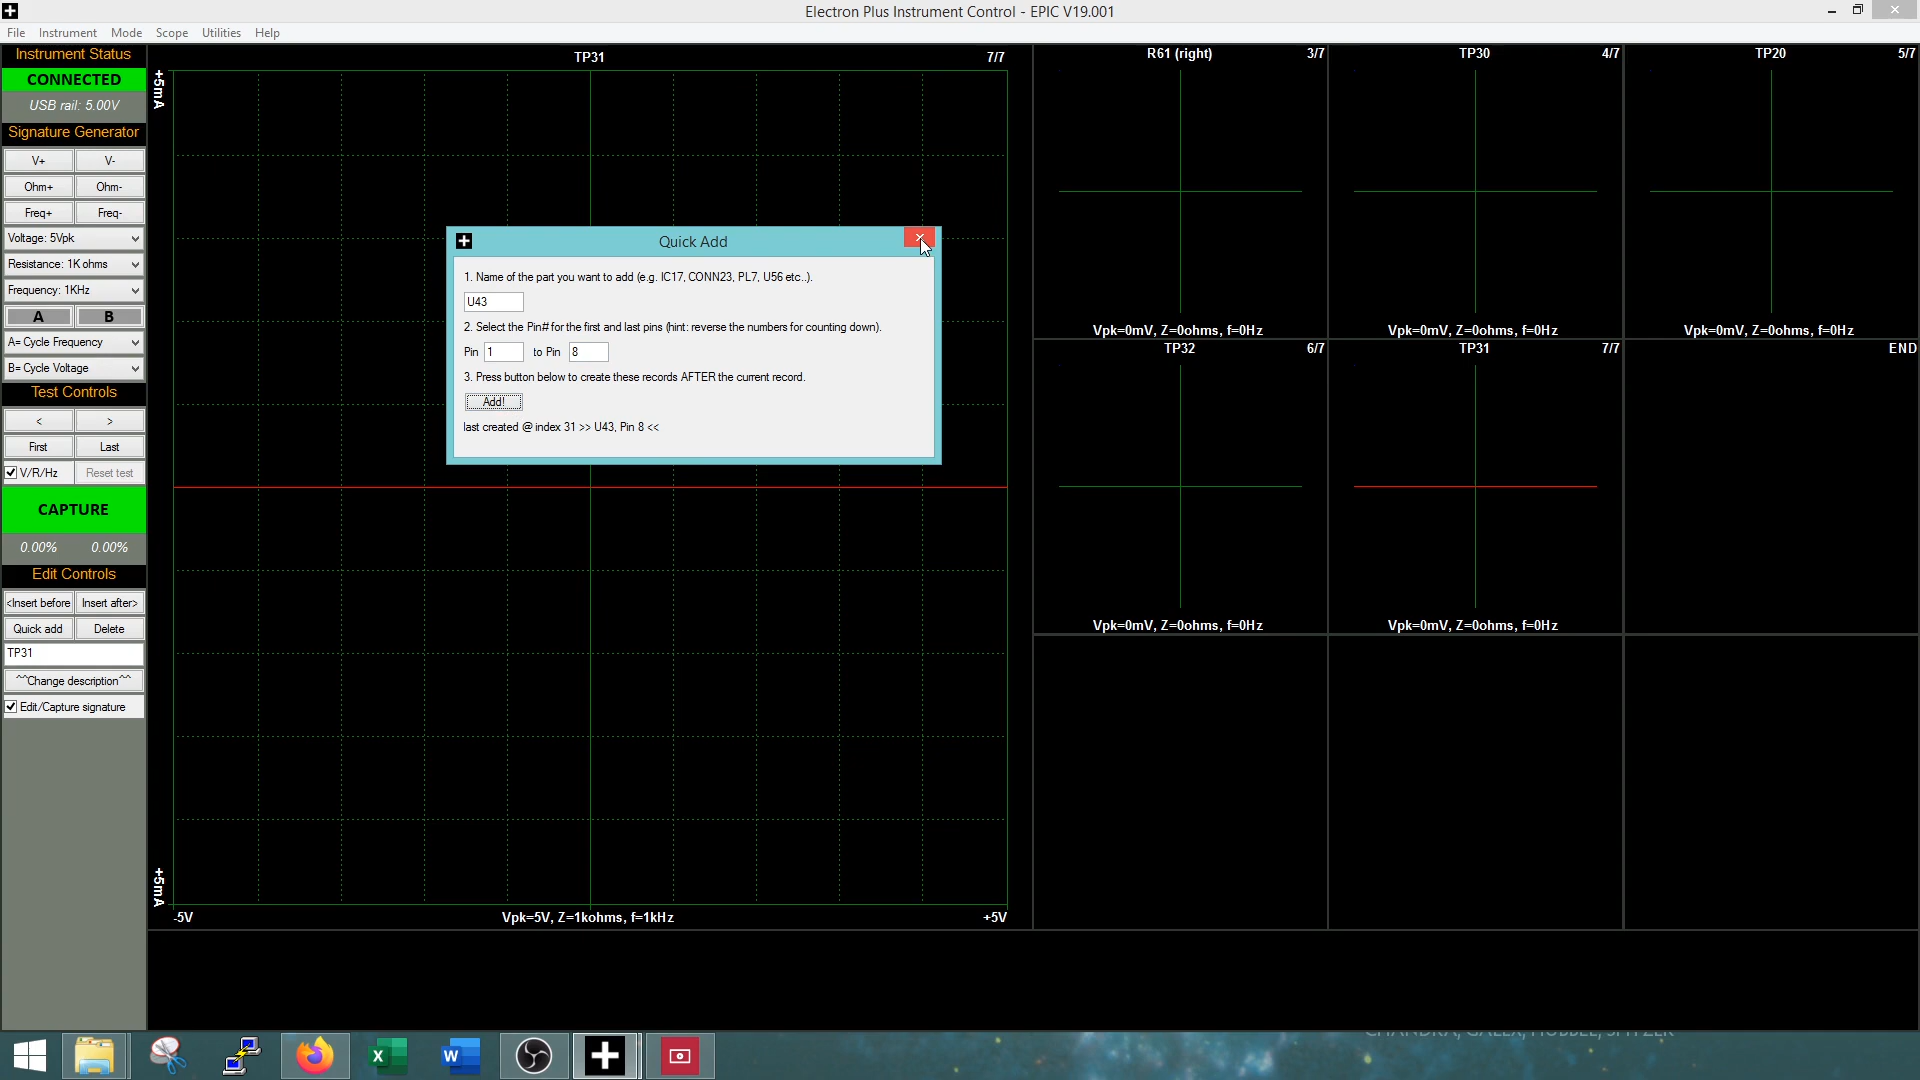 Electron Plus Instrument Control - EPIC V19.001
File Instrument Mode Scope Utilities Help
Instrument Status
CONNECTED
USB rail: 5.00V
Signature Generator
V+ V-
Ohm+ Ohm-
Freq+ Freq-
Voltage: 5Vpk
Resistance: 1K ohms
Frequency: 1KHz
A B
A= Cycle Frequency
B= Cycle Voltage
Test Controls
< >
First Last
V/R/Hz Reset test
CAPTURE
0.00% 0.00%
Edit Controls
<Insert before Insert after>
Quick add Delete
TP31
^^Change description^^
Edit/Capture signature
TP31 7/7
+5mA
+5mA
-5V Vpk=5V, Z=1kohms, f=1kHz +5V
Quick Add
1. Name of the part you want to add (e.g. IC17, CONN23, PL7, U56 etc..).
U43
2. Select the Pin# for the first and last pins (hint: reverse the numbers for counting down).
Pin 1 to Pin 8
3. Press button below to create these records AFTER the current record.
Add!
last created @ index 31 >> U43, Pin 8 <<
R61 (right) 3/7
Vpk=0mV, Z=0ohms, f=0Hz
TP30 4/7
Vpk=0mV, Z=0ohms, f=0Hz
TP20 5/7
Vpk=0mV, Z=0ohms, f=0Hz
TP32 6/7
Vpk=0mV, Z=0ohms, f=0Hz
TP31 7/7
Vpk=0mV, Z=0ohms, f=0Hz
END
X
W